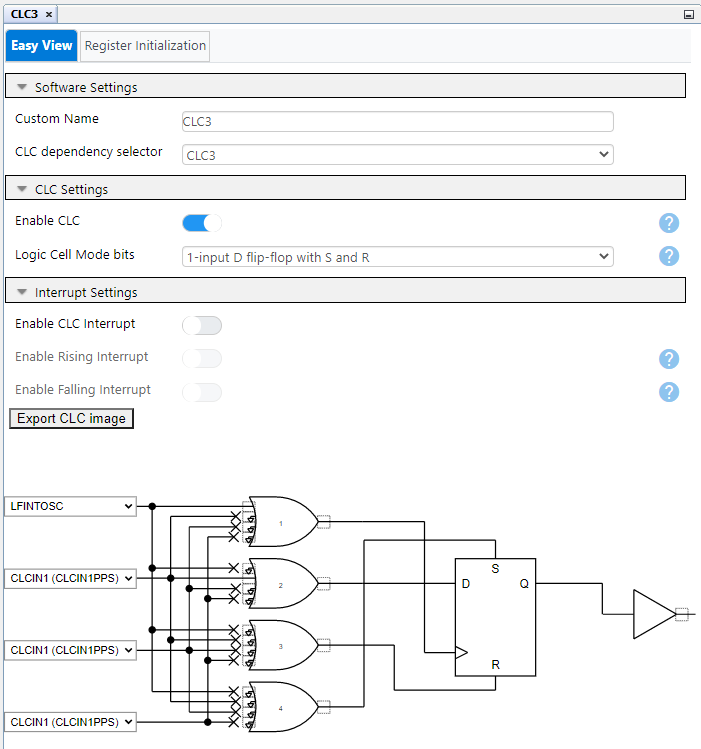 CLC3 ×
Easy View Register Initialization
Software Settings
Custom Name CLC3
CLC dependency selector CLC3
CLC Settings
Enable CLC ?
Logic Cell Mode bits 1-input D flip-flop with S and R ?
Interrupt Settings
Enable CLC Interrupt
Enable Rising Interrupt ?
Enable Falling Interrupt ?
Export CLC image
LFINTOSC
1
S
CLCIN1 (CLCIN1PPS)
2
D Q
CLCIN1 (CLCIN1PPS)
3
R
CLCIN1 (CLCIN1PPS)
4